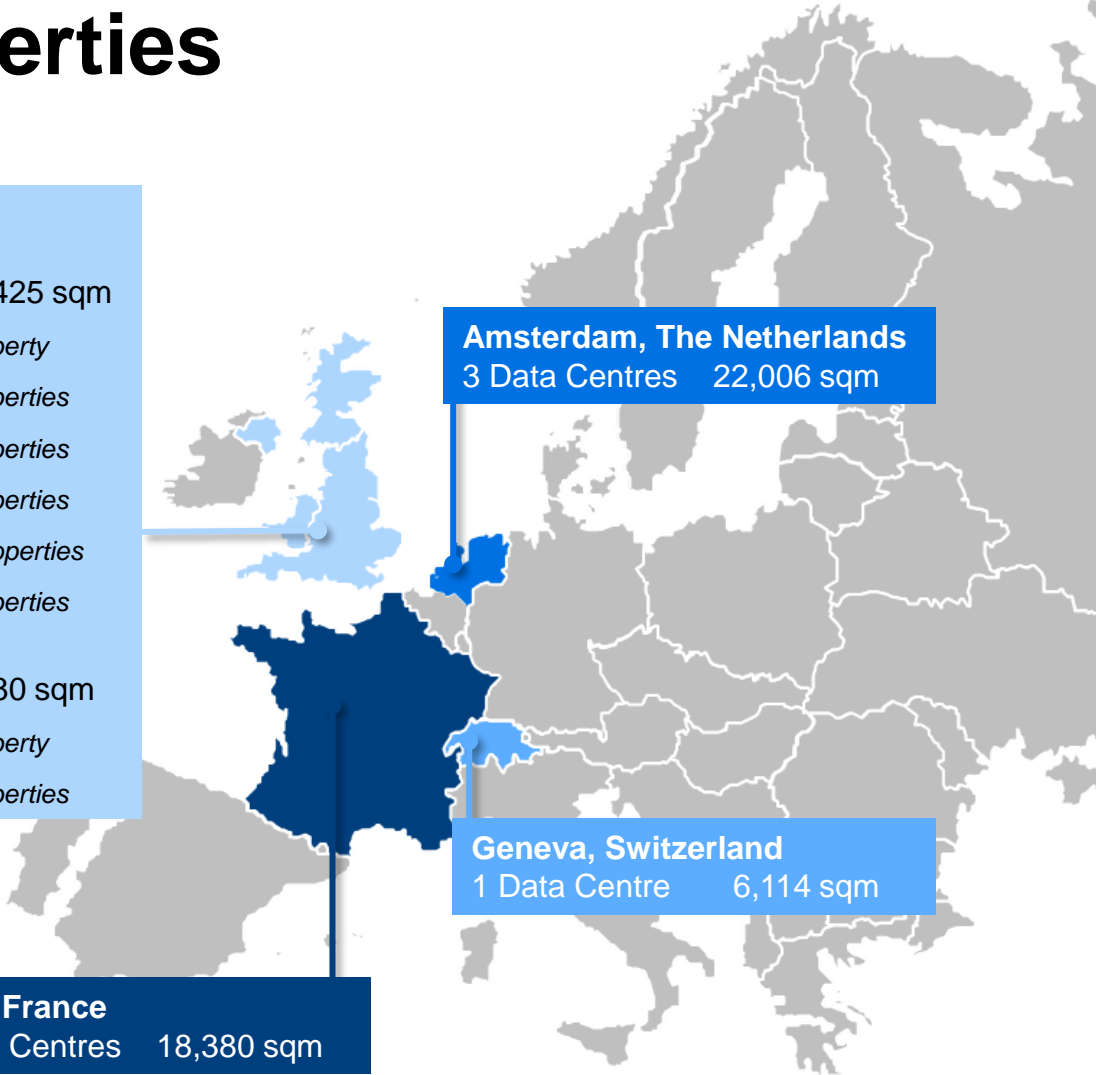 erties
425 sqm
perty
perties
perties
perties
operties
perties
30 sqm
perty
perties
Amsterdam, The Netherlands
3 Data Centres 22,006 sqm
Geneva, Switzerland
1 Data Centre 6,114 sqm
France
Centres 18,380 sqm